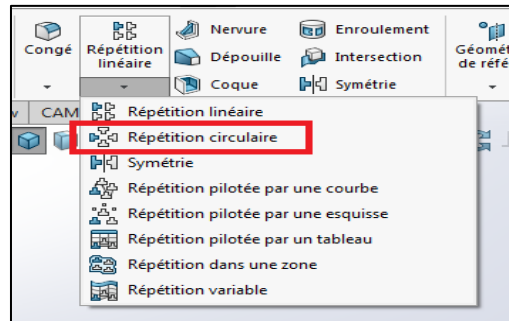 Nervure
Enroulement
Congé
Répétition
linéaire
Dépouille
Intersection
Géomét
de réfé
Coque
Symétrie
CAM
Répétition linéaire
Répétition circulaire
Symétrie
Répétition pilotée par une courbe
Répétition pilotée par une esquisse
Répétition pilotée par un tableau
Répétition dans une zone
Répétition variable